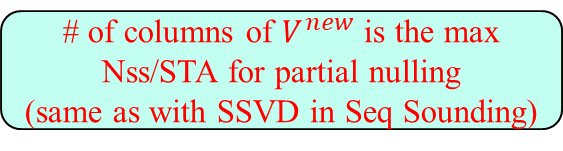 # of columns of V^new is the max
Nss/STA for partial nulling
(same as with SSVD in Seq Sounding)